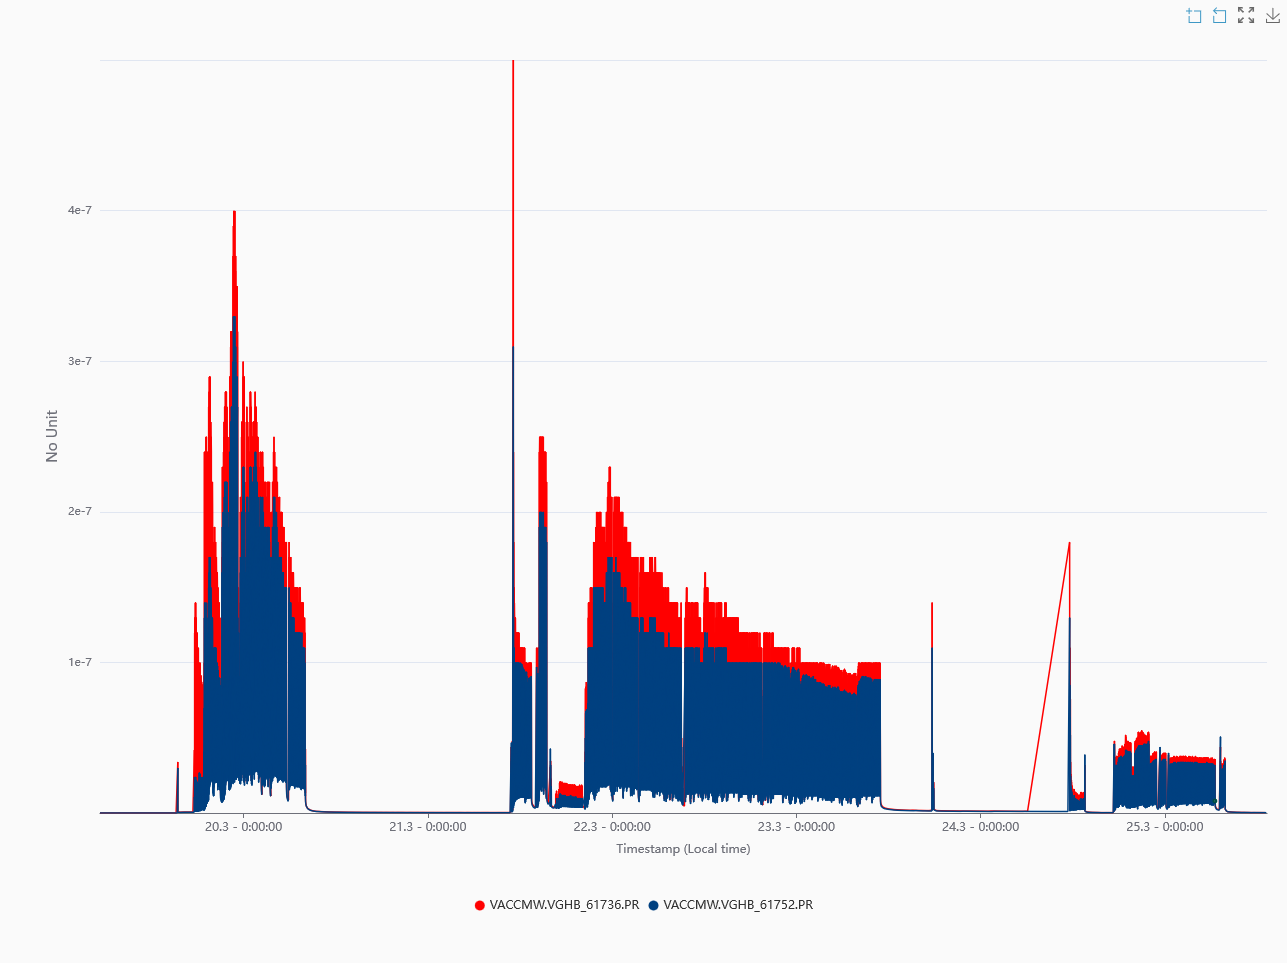 4e-7
3e-7
2e-7
1e-7
No Unit
20.3 - 0:00:00 21.3 - 0:00:00 22.3 - 0:00:00 23.3 - 0:00:00 24.3 - 0:00:00 25.3 - 0:00:00
Timestamp (Local time)
VACCMW.VGHB_61736.PR VACCMW.VGHB_61752.PR